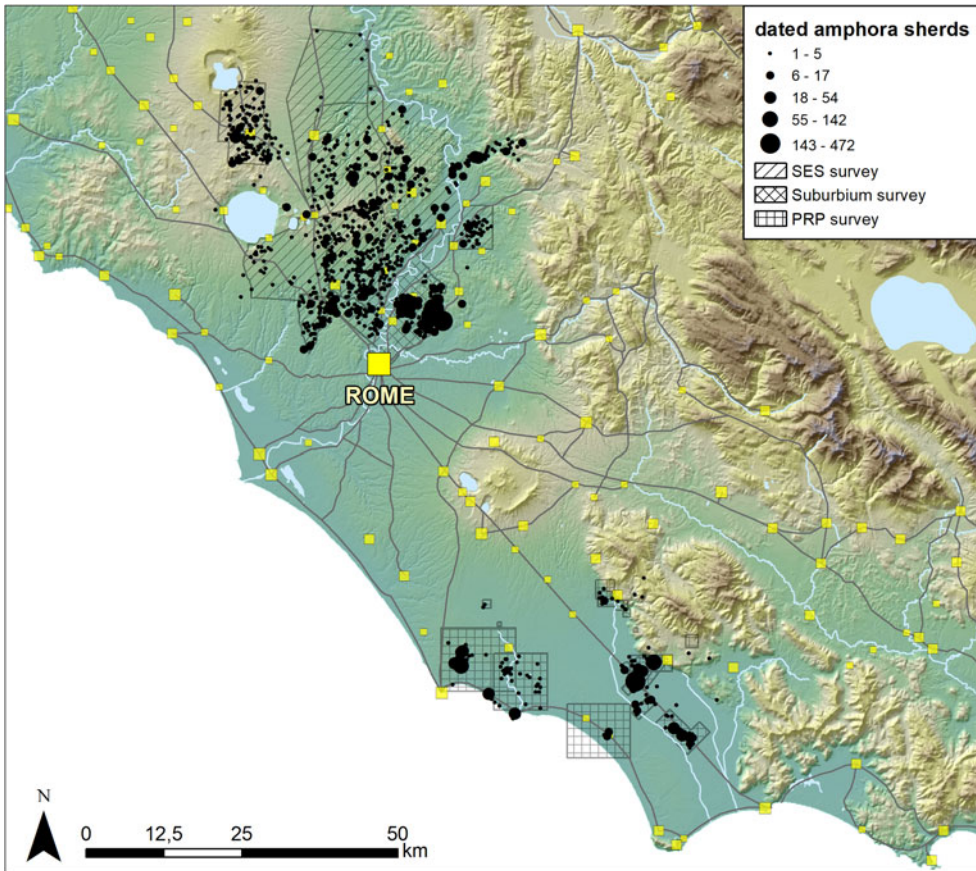 dated amphora sherds
1 - 5
6 - 17
18 - 54
55 - 142
143 - 472
SES survey
Suburbium survey
PRP survey
ROME
N
0 12,5 25 50
km